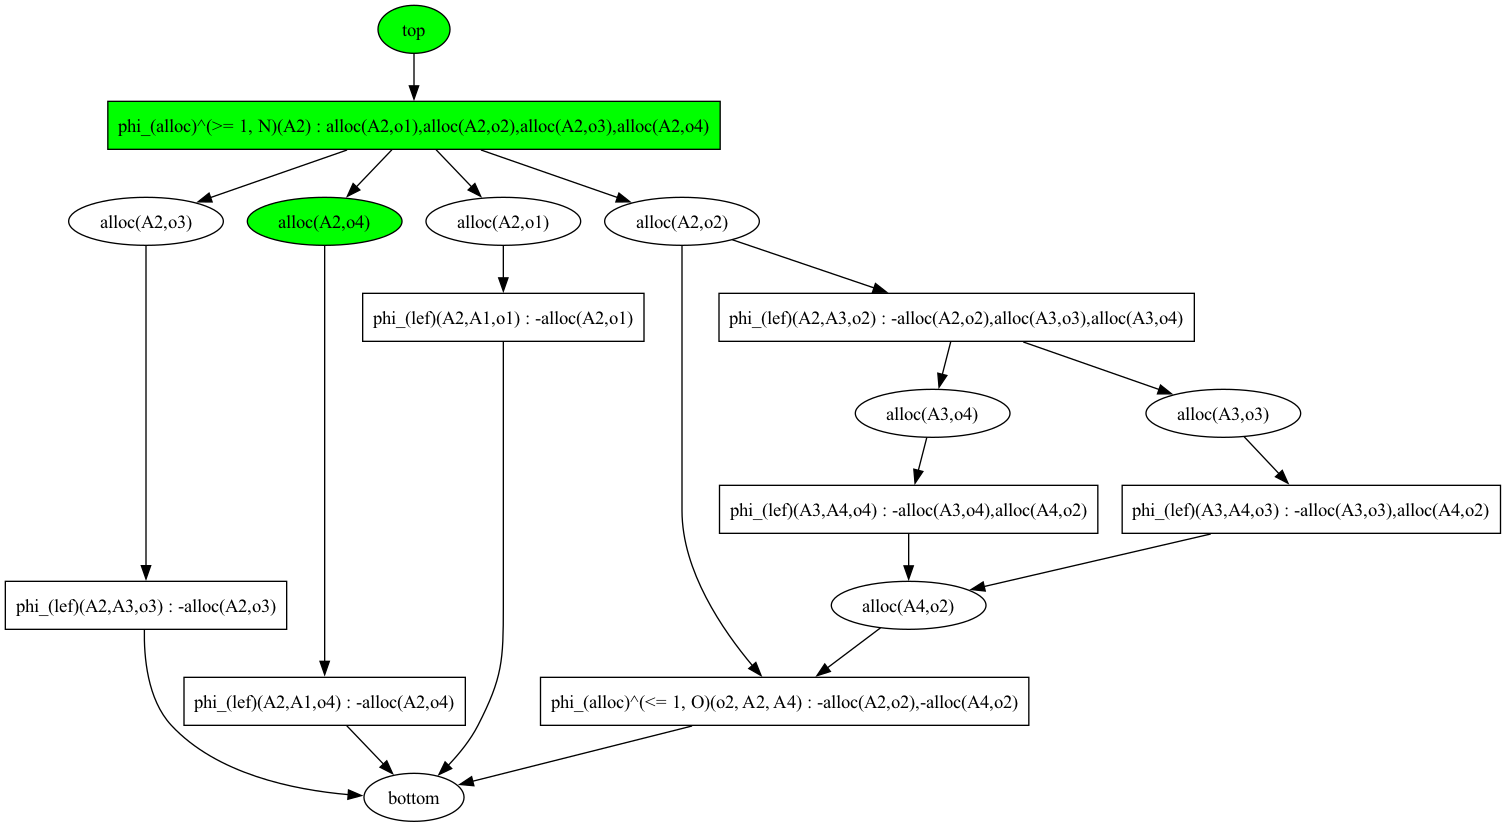 top
phi_(alloc)^(>= 1, N)(A2) : alloc(A2,o1),alloc(A2,o2),alloc(A2,o3),alloc(A2,o4)
alloc(A2,o3)
alloc(A2,o4)
alloc(A2,o1)
alloc(A2,o2)
phi_(lef)(A2,A1,o1) : -alloc(A2,o1)
phi_(lef)(A2,A3,o2) : -alloc(A2,o2),alloc(A3,o3),alloc(A3,o4)
alloc(A3,o4)
alloc(A3,o3)
phi_(lef)(A3,A4,o4) : -alloc(A3,o4),alloc(A4,o2)
phi_(lef)(A3,A4,o3) : -alloc(A3,o3),alloc(A4,o2)
phi_(lef)(A2,A3,o3) : -alloc(A2,o3)
alloc(A4,o2)
phi_(lef)(A2,A1,o4) : -alloc(A2,o4)
phi_(alloc)^(<= 1, O)(o2, A2, A4) : -alloc(A2,o2),-alloc(A4,o2)
bottom